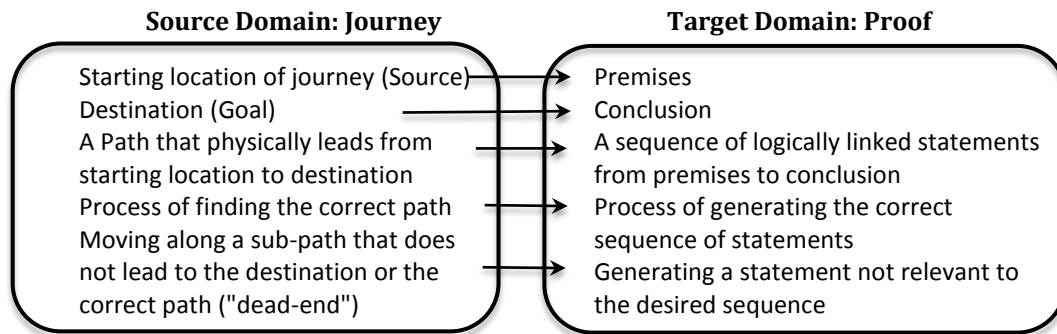 Source Domain: Journey
Target Domain: Proof
Starting location of journey (Source)
Destination (Goal)
A Path that physically leads from
starting location to destination
Process of finding the correct path
Moving along a sub-path that does
not lead to the destination or the
correct path ("dead-end")
Premises
Conclusion
A sequence of logically linked statements
from premises to conclusion
Process of generating the correct
sequence of statements
Generating a statement not relevant to
the desired sequence